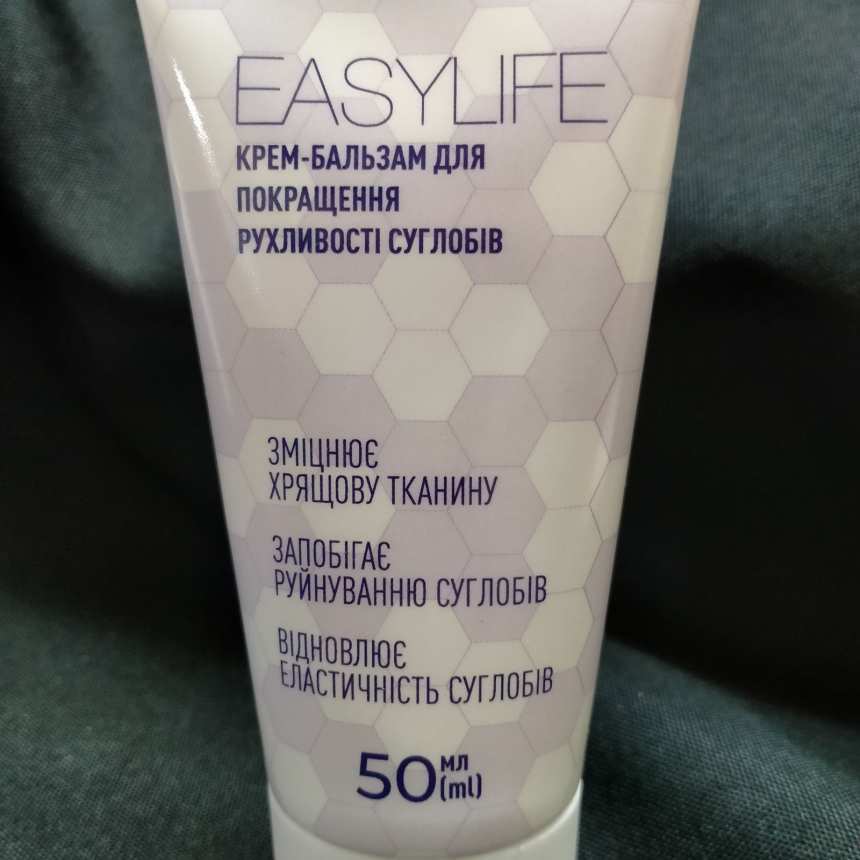 EASYLIFE
КРЕМ-БАЛЬЗАМ ДЛЯ
ПОКРАЩЕННЯ
РУХЛИВОСТІ СУГЛОБІВ
ЗМІЦНЮЄ
ХРЯЩОВУ ТКАНИНУ
ЗАПОБІГАЄ
РУЙНУВАННЮ СУГЛОБІВ
ВІДНОВЛЮЄ
ЕЛАСТИЧНІСТЬ СУГЛОБІВ
50 МЛ
(ml)